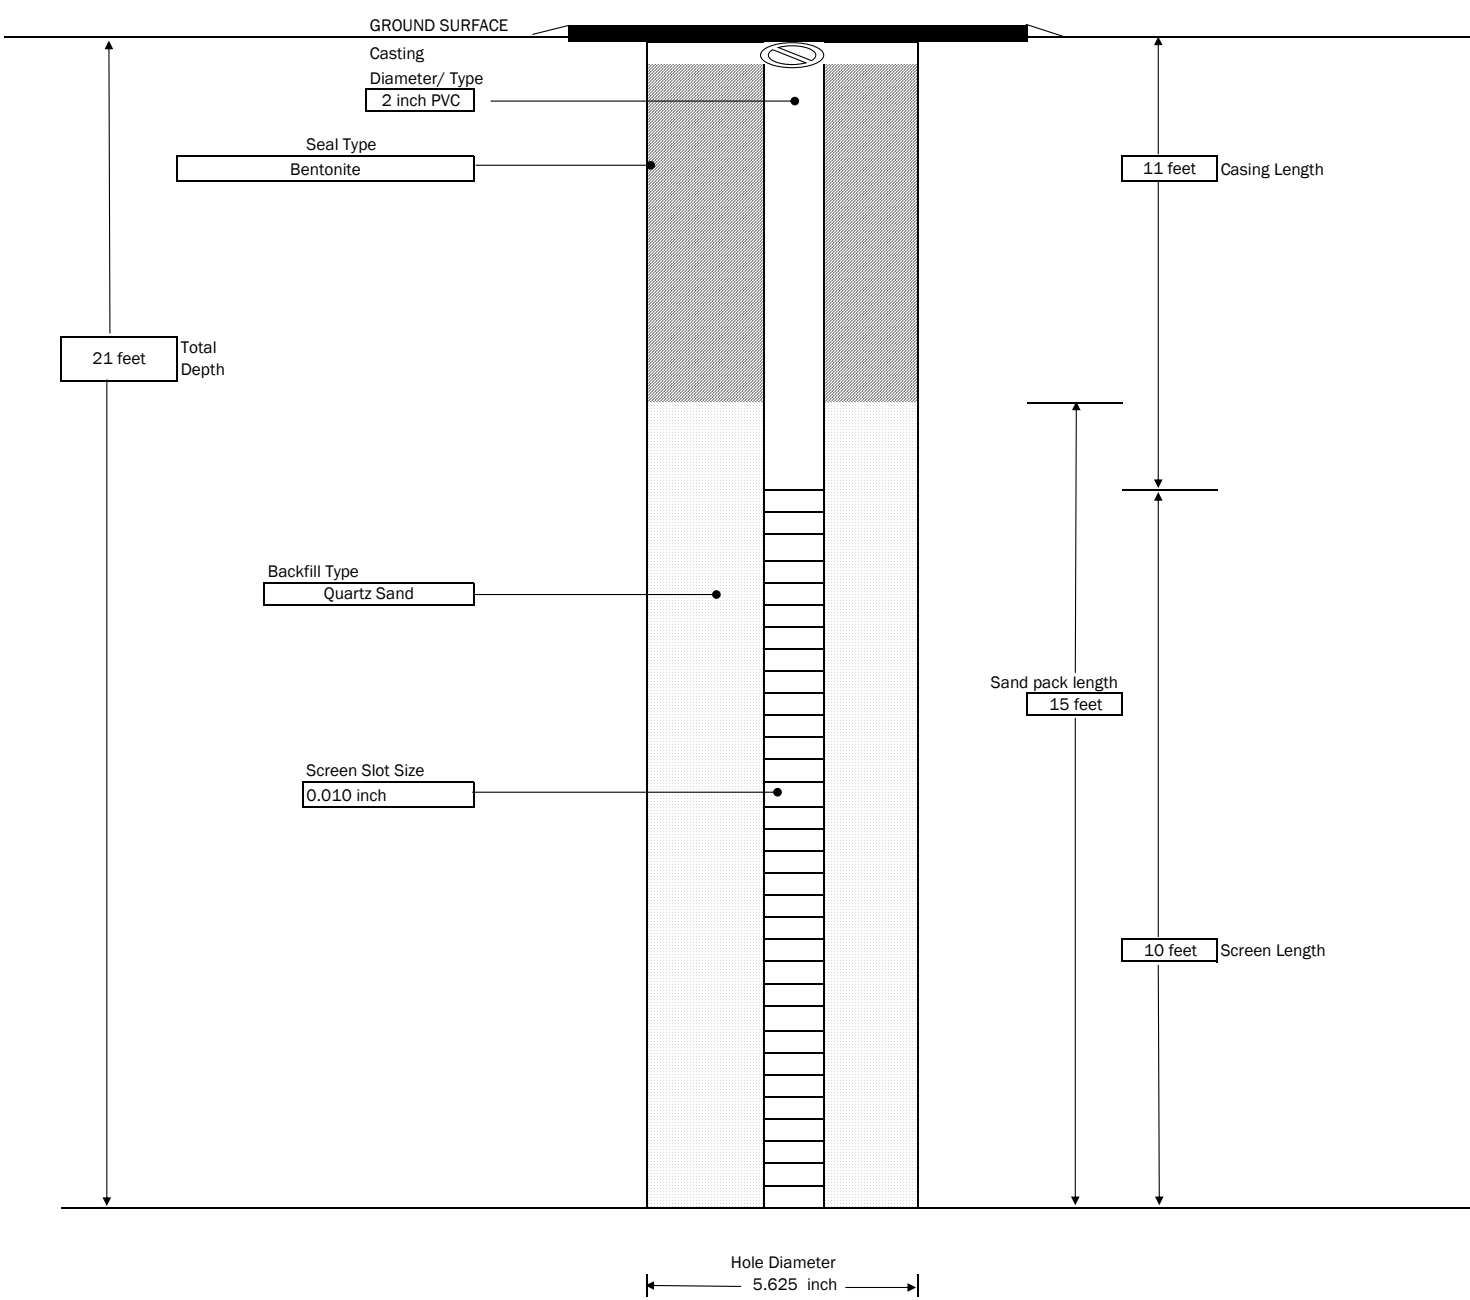 GROUND SURFACE
Casting
Diameter/ Type
2 inch PVC
Seal Type
Bentonite
11 feet Casing Length
21 feet
Total
Depth
Backfill Type
Quartz Sand
Sand pack length
15 feet
Screen Slot Size
0.010 inch
10 feet Screen Length
Hole Diameter
5.625 inch